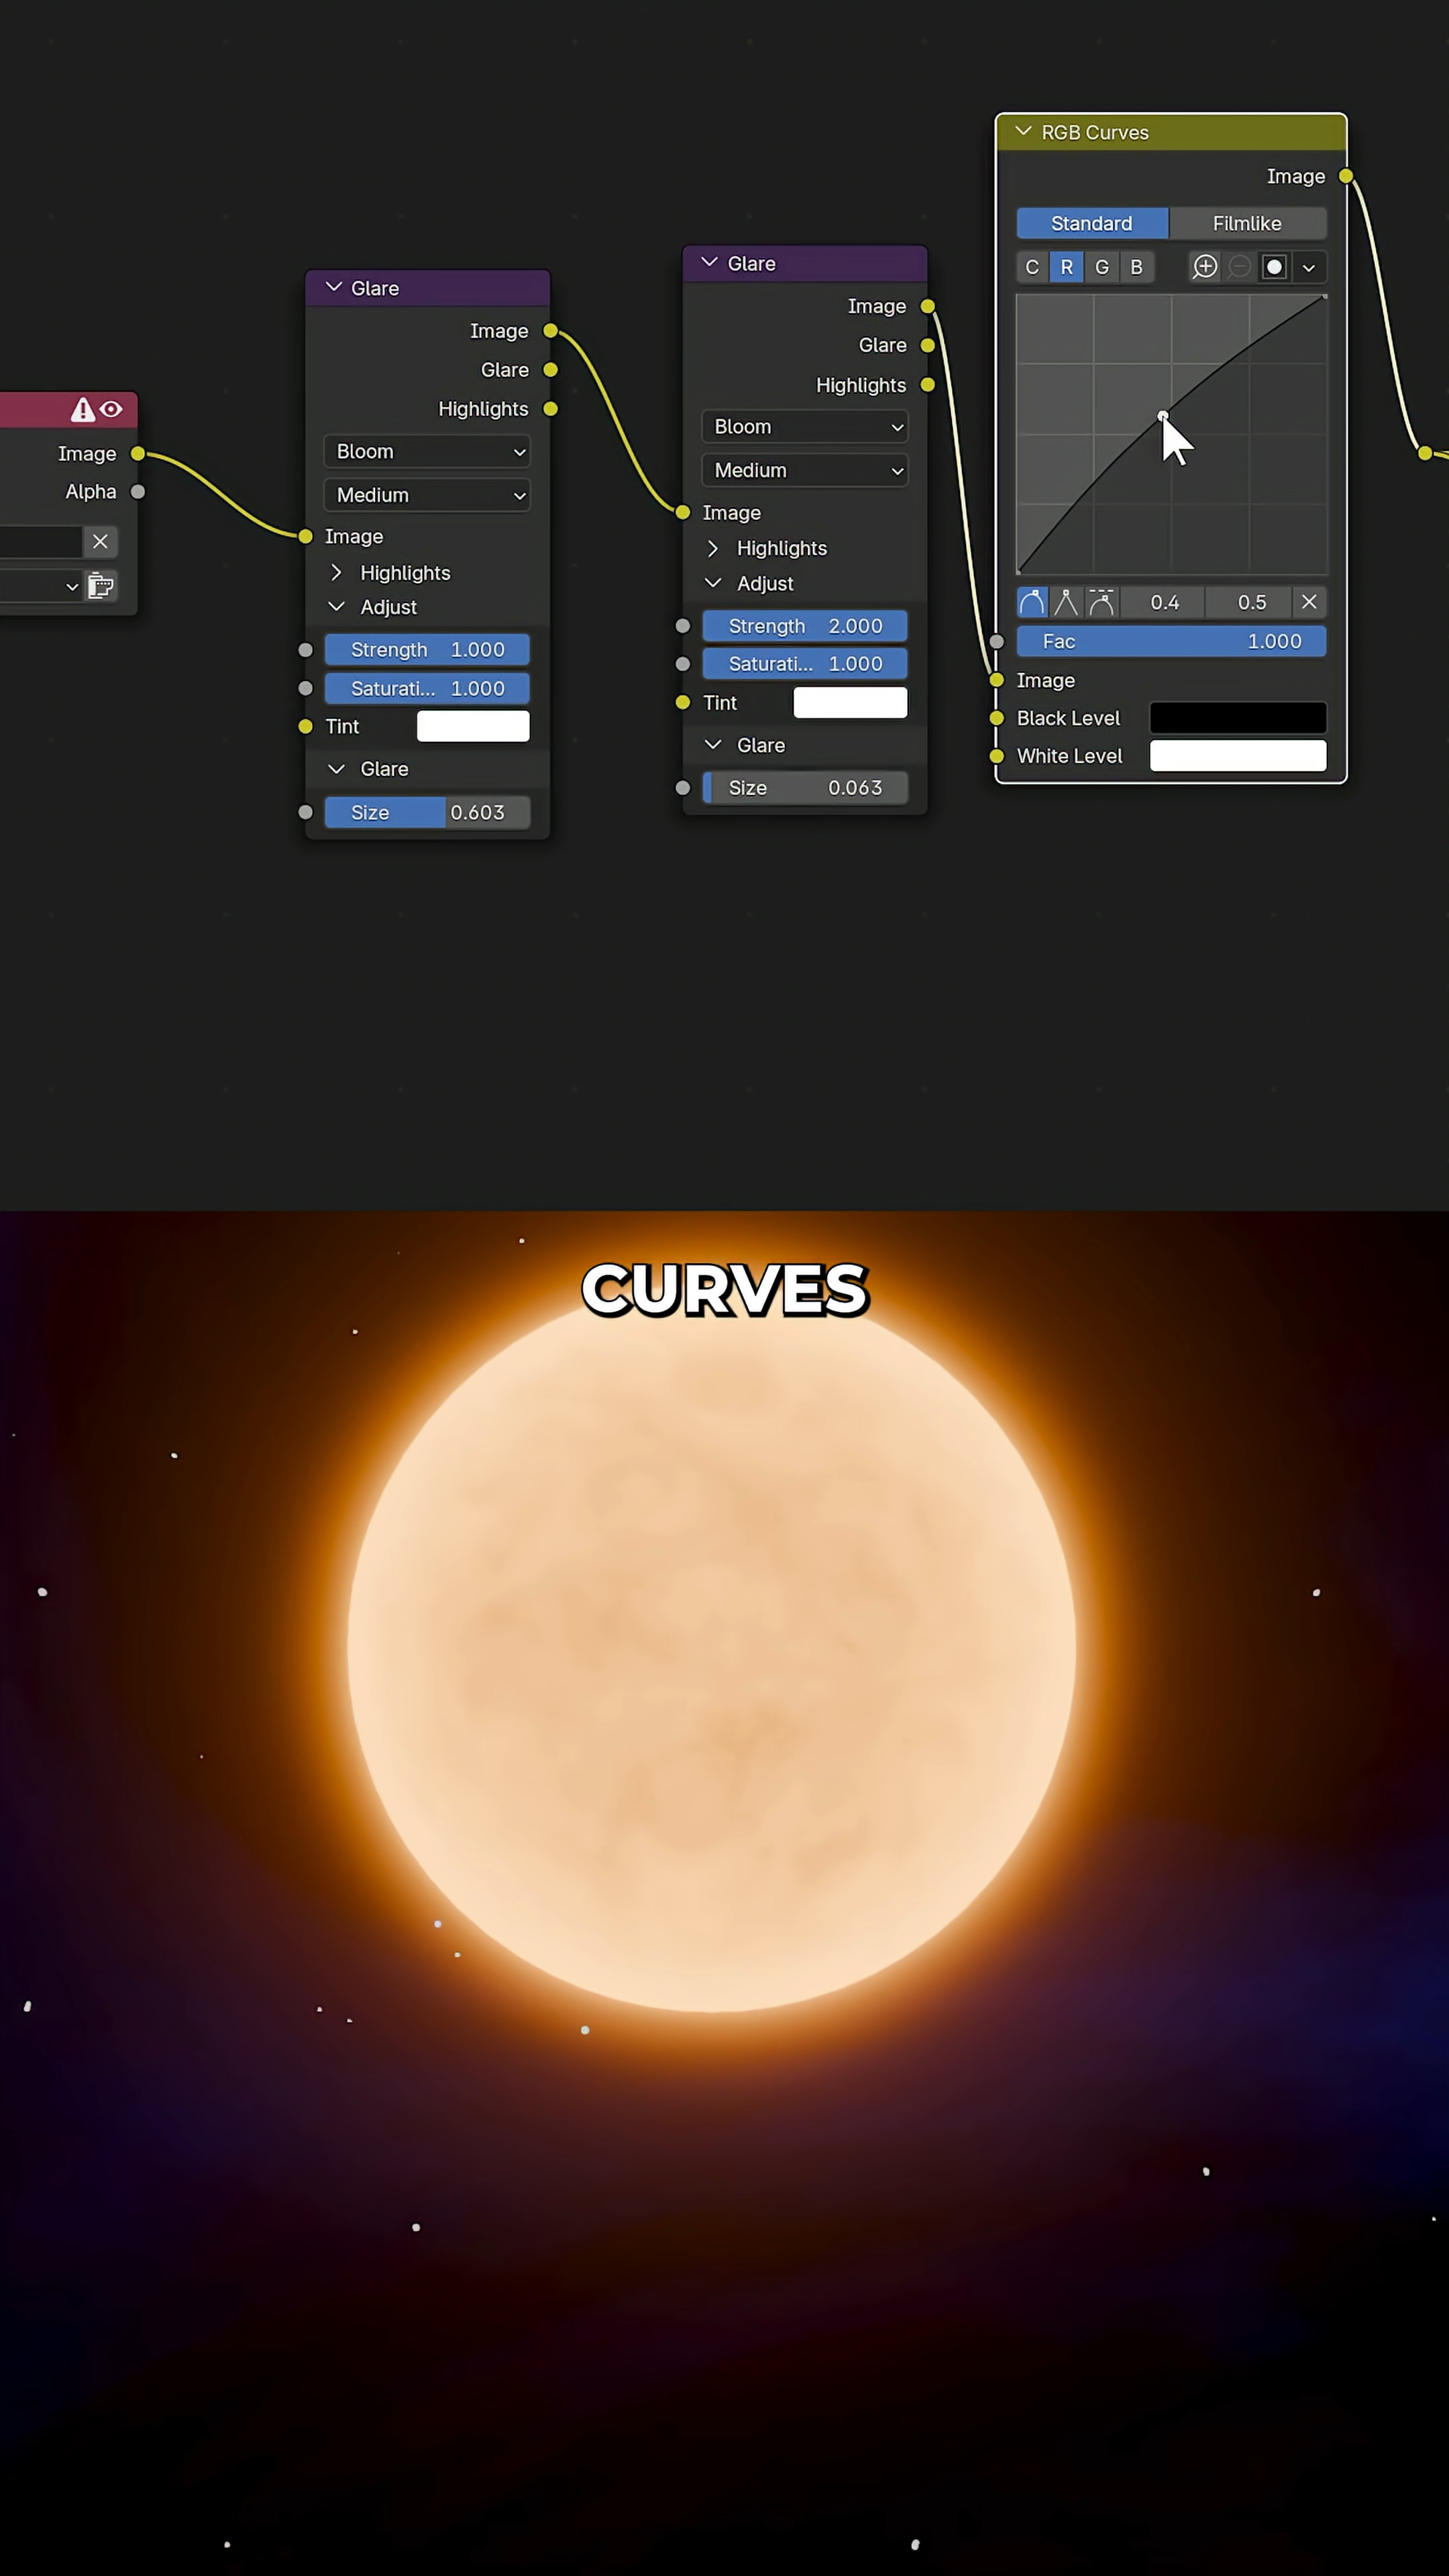 Image
Alpha
Glare
Image
Glare
Highlights
Bloom
Medium
Image
Highlights
Adjust
Strength 1.000
Saturati... 1.000
Tint
Glare
Size 0.603
Glare
Image
Glare
Highlights
Bloom
Medium
Image
Highlights
Adjust
Strength 2.000
Saturati... 1.000
Tint
Glare
Size 0.063
RGB Curves
Image
Standard Filmlike
C R G B
0.4 0.5
Fac 1.000
Image
Black Level
White Level
CURVES